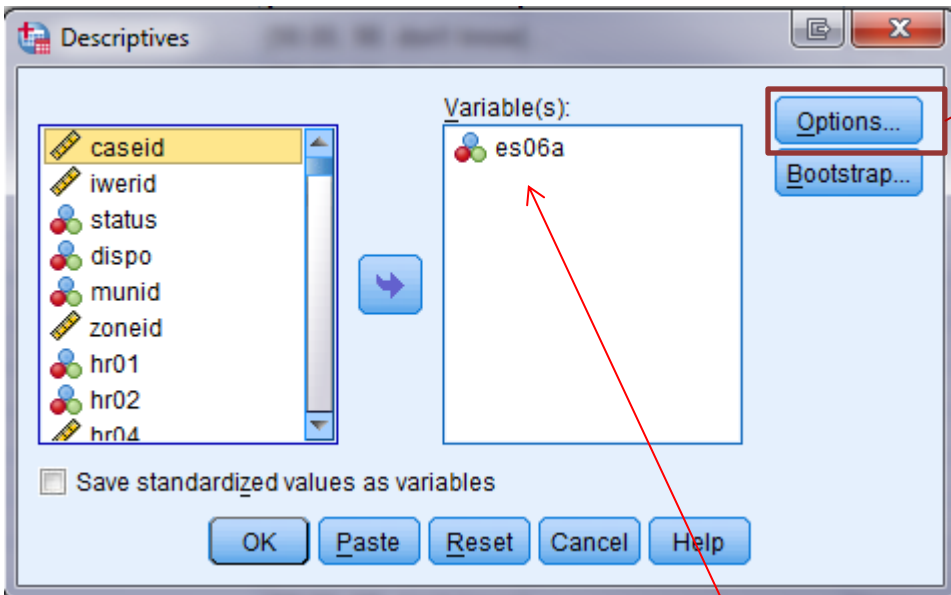 Descriptives
Variable(s):
caseid
iwerid
status
dispo
munid
zoneid
hr01
hr02
hr04
es06a
Options...
Bootstrap...
Save standardized values as variables
OK
Paste
Reset
Cancel
Help